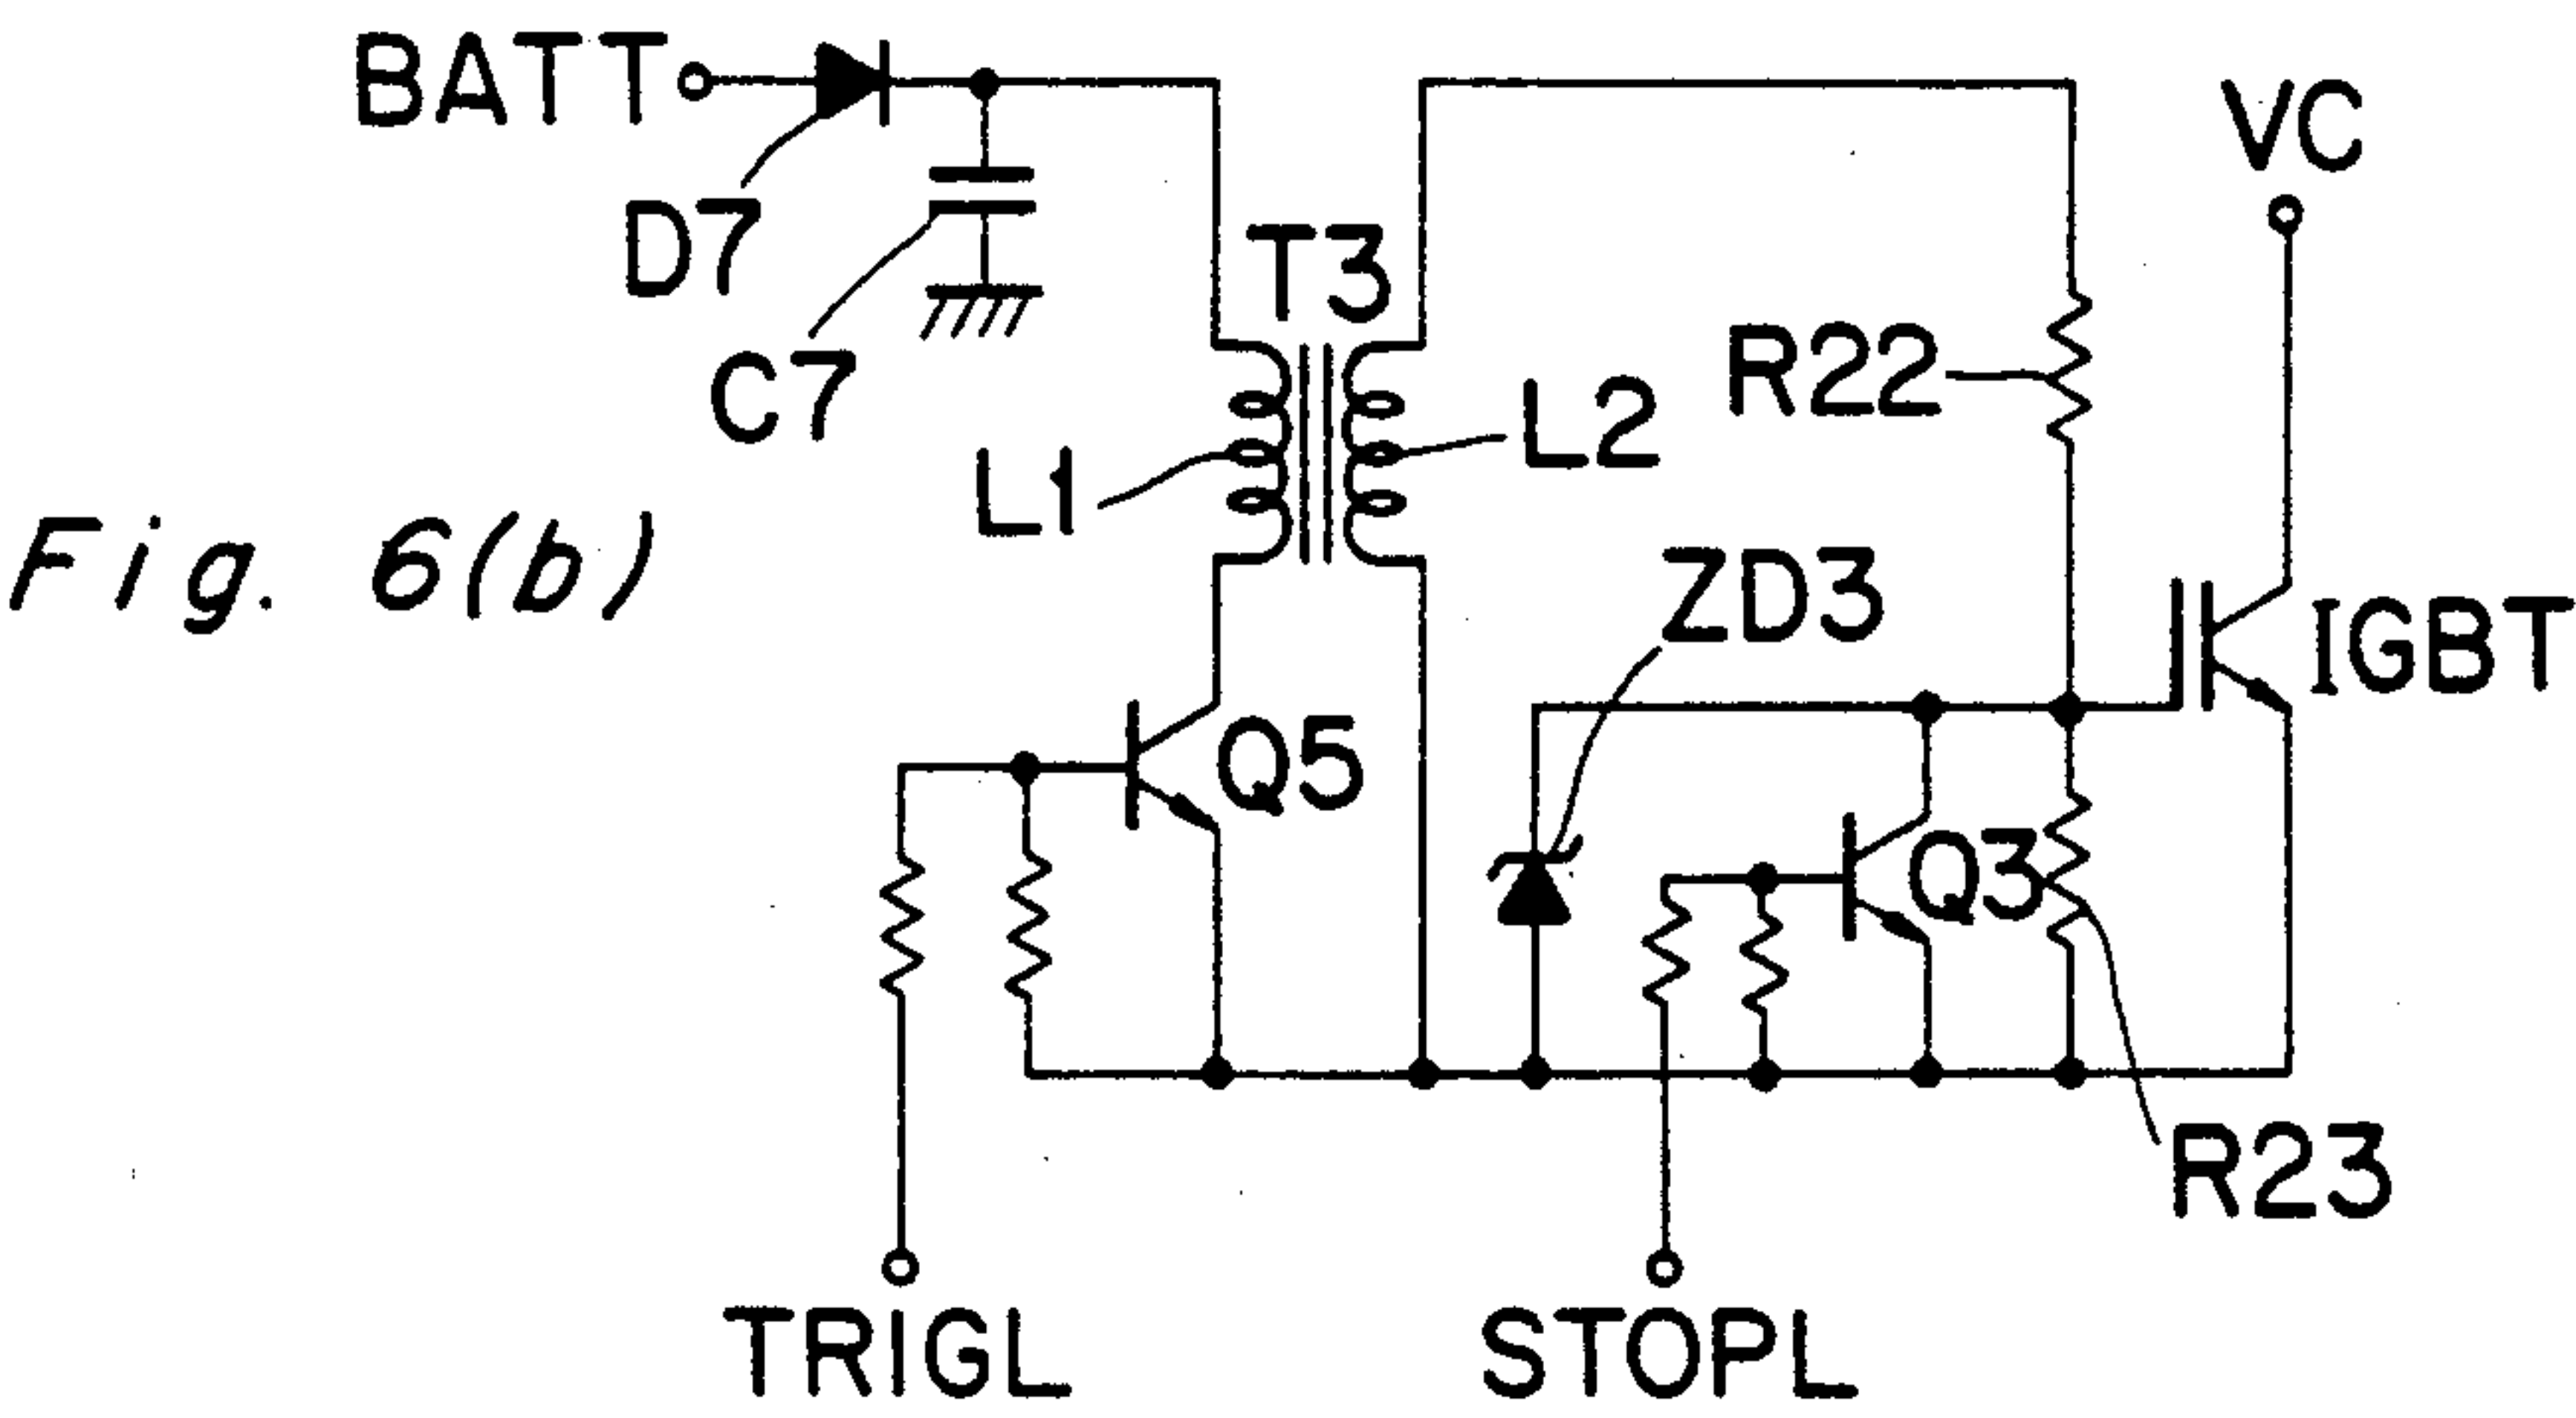 BATT
VC
D7
T3
C7
R22
L2
L1
Fig. 6(b)
ZD3
IGBT
Q5
Q3
R23
TRIGL
STOPL